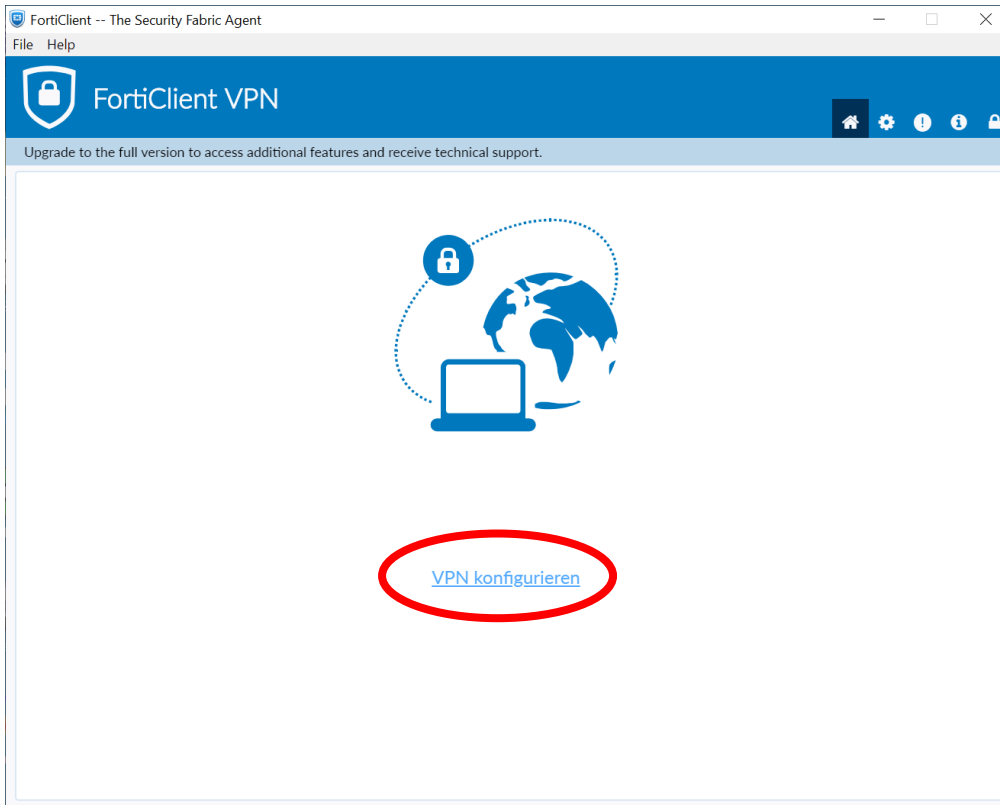 FortiClient -- The Security Fabric Agent
File Help
FortiClient VPN
Upgrade to the full version to access additional features and receive technical support.
VPN konfigurieren